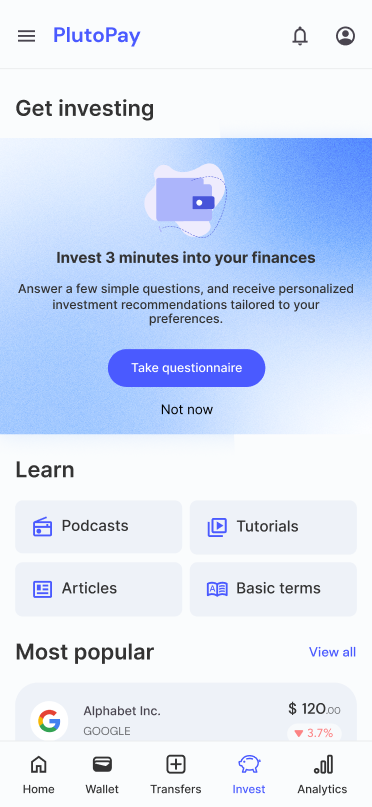 PlutoPay
Get investing
Invest 3 minutes into your finances
Answer a few simple questions, and receive personalized
investment recommendations tailored to your
preferences.
Take questionnaire
Not now
Learn
Podcasts
Tutorials
Articles
Basic terms
Most popular
View all
Alphabet Inc.
$ 120.00
GOOGLE
▼ 3.7%
Home
Wallet
Transfers
Invest
Analytics